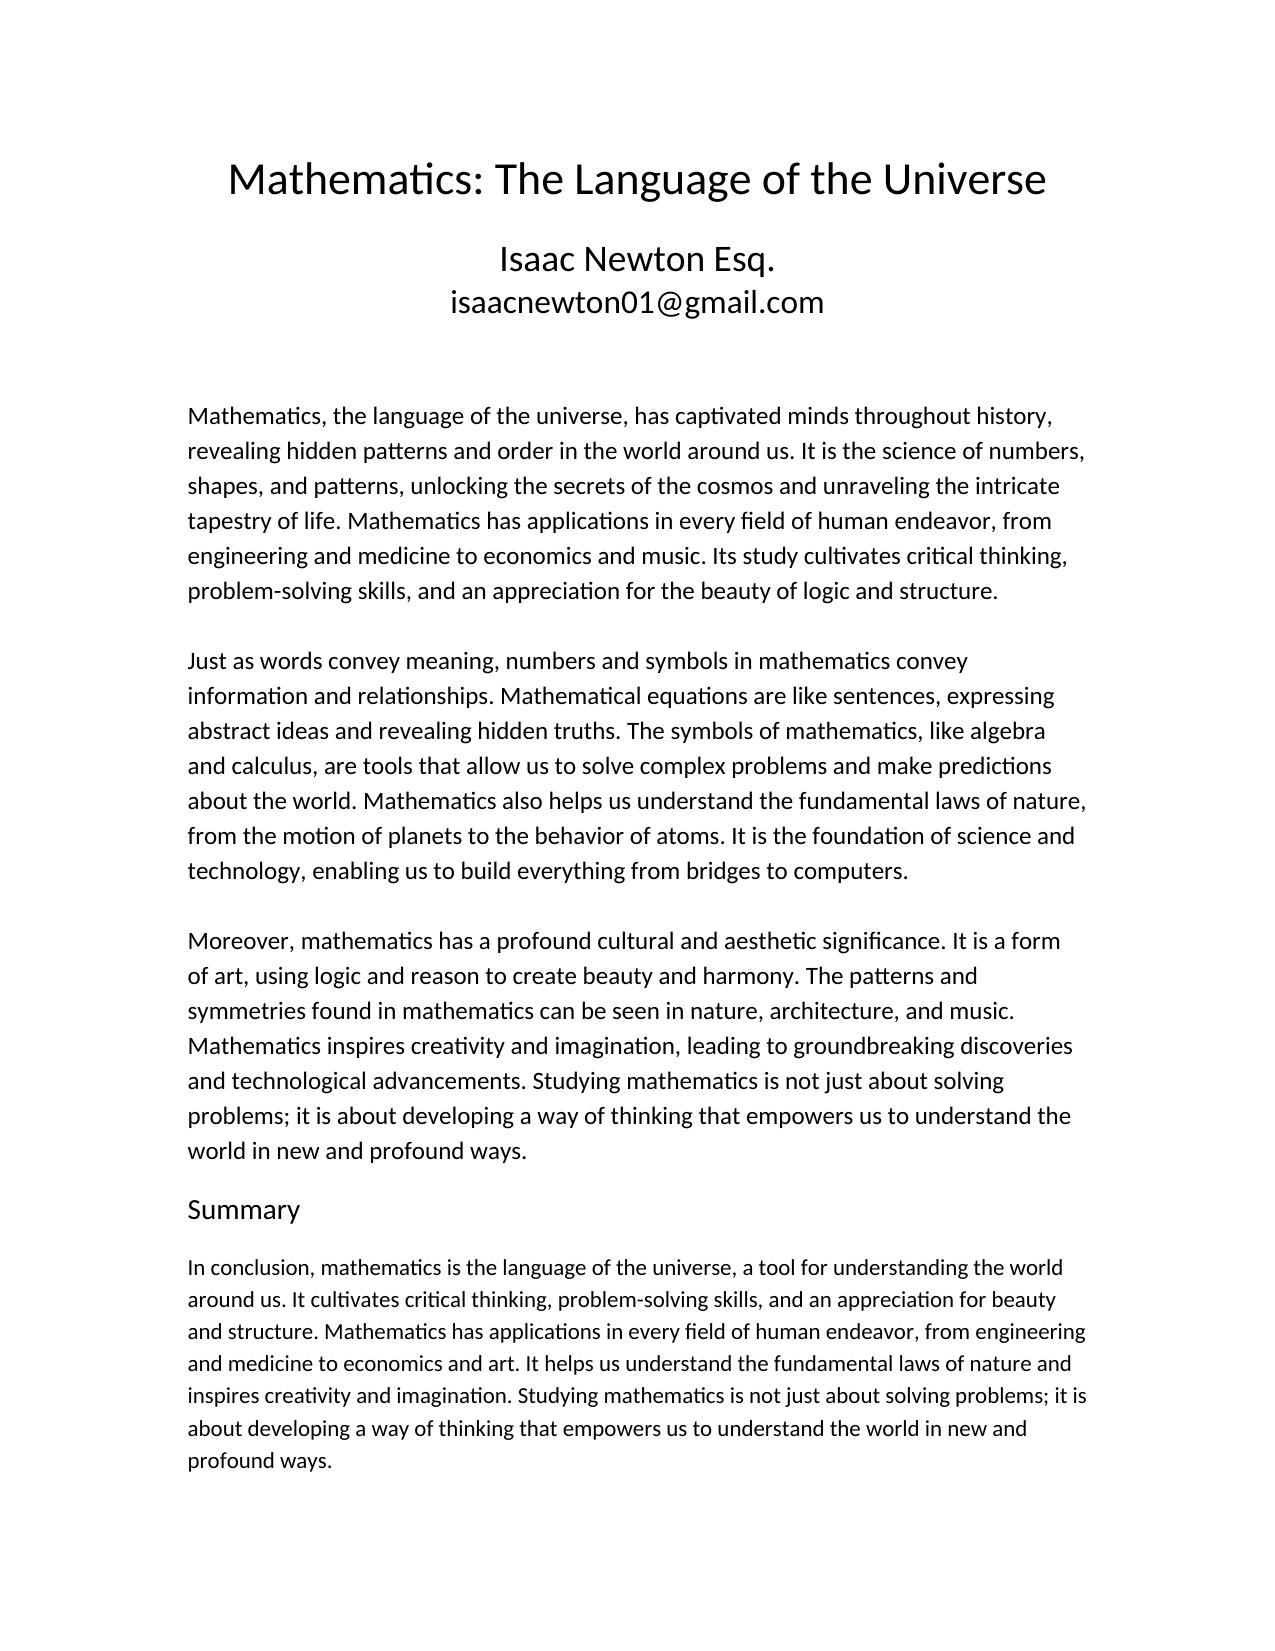 Mathematics: The Language of the Universe
Isaac Newton Esq.
isaacnewton01@gmail.com
Mathematics, the language of the universe, has captivated minds throughout history,
revealing hidden patterns and order in the world around us. It is the science of numbers,
shapes, and patterns, unlocking the secrets of the cosmos and unraveling the intricate
tapestry of life. Mathematics has applications in every field of human endeavor, from
engineering and medicine to economics and music. Its study cultivates critical thinking,
problem-solving skills, and an appreciation for the beauty of logic and structure.
Just as words convey meaning, numbers and symbols in mathematics convey
information and relationships. Mathematical equations are like sentences, expressing
abstract ideas and revealing hidden truths. The symbols of mathematics, like algebra
and calculus, are tools that allow us to solve complex problems and make predictions
about the world. Mathematics also helps us understand the fundamental laws of nature,
from the motion of planets to the behavior of atoms. It is the foundation of science and
technology, enabling us to build everything from bridges to computers.
Moreover, mathematics has a profound cultural and aesthetic significance. It is a form
of art, using logic and reason to create beauty and harmony. The patterns and
symmetries found in mathematics can be seen in nature, architecture, and music.
Mathematics inspires creativity and imagination, leading to groundbreaking discoveries
and technological advancements. Studying mathematics is not just about solving
problems; it is about developing a way of thinking that empowers us to understand the
world in new and profound ways.
Summary
In conclusion, mathematics is the language of the universe, a tool for understanding the world
around us. It cultivates critical thinking, problem-solving skills, and an appreciation for beauty
and structure. Mathematics has applications in every field of human endeavor, from engineering
and medicine to economics and art. It helps us understand the fundamental laws of nature and
inspires creativity and imagination. Studying mathematics is not just about solving problems; it is
about developing a way of thinking that empowers us to understand the world in new and
profound ways.